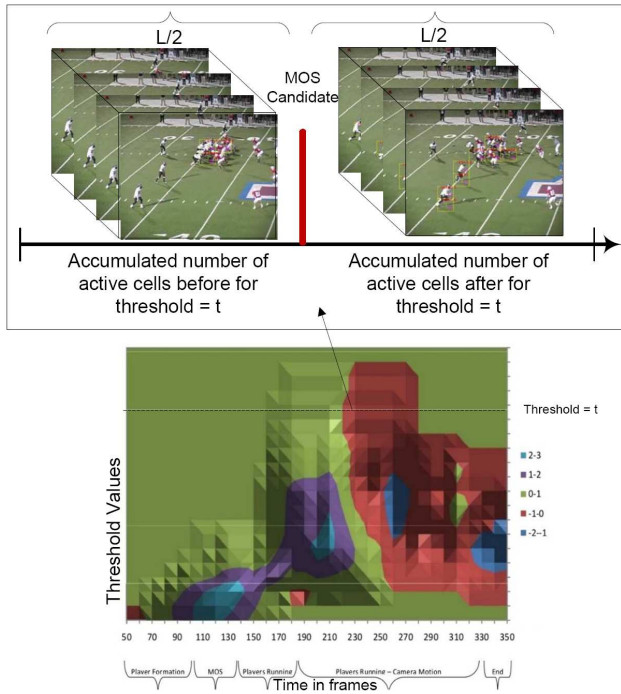 L/2
L/2
MOS
Candidate
Accumulated number of
active cells before for
threshold = t
Accumulated number of
active cells after for
threshold = t
Threshold = t
Threshold Values
2-3
1-2
0-1
-1-0
-2--1
50 70 90 110 130 150 170 190 210 230 250 270 290 310 330 350
Player Formation MOS Players Running Players Running – Camera Motion End
Time in frames